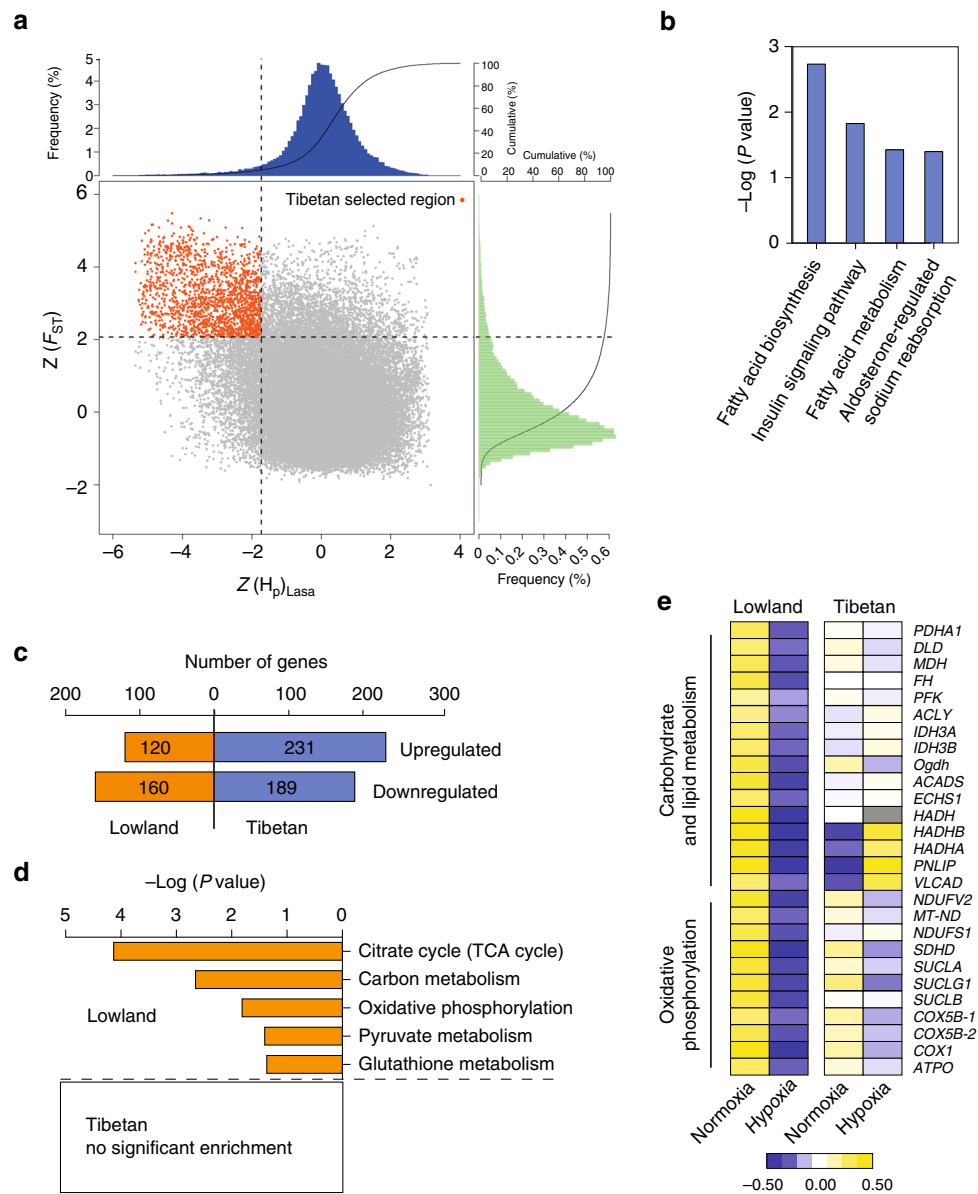 a
Frequency (%)
5
4
3
2
1
0
100
80
60
40
20
Cumulative (%)
Cumulative (%)
0 20 40 60 80 100
Tibetan selected region
Z (FST)
6
4
2
0
−2
−6 −4 −2 0 2 4
Z (Hp)Lasa
0 0.1 0.2 0.3 0.4 0.5 0.6
Frequency (%)
b
−Log (P value)
3
2
1
0
Fatty acid biosynthesis
Insulin signaling pathway
Fatty acid metabolism
Aldosterone-regulated
sodium reabsorption
c
Number of genes
200 100 0 100 200 300
120 231 Upregulated
160 189 Downregulated
Lowland Tibetan
d
−Log (P value)
5 4 3 2 1 0
Citrate cycle (TCA cycle)
Carbon metabolism
Oxidative phosphorylation
Pyruvate metabolism
Glutathione metabolism
Lowland
Tibetan
no significant enrichment
e
Lowland Tibetan
Carbohydrate
and lipid metabolism
Oxidative
phosphorylation
PDHA1
DLD
MDH
FH
PFK
ACLY
IDH3A
IDH3B
Ogdh
ACADS
ECHS1
HADH
HADHB
HADHA
PNLIP
VLCAD
NDUFV2
MT-ND
NDUFS1
SDHD
SUCLA
SUCLG1
SUCLB
COX5B-1
COX5B-2
COX1
ATPO
Normoxia Hypoxia Normoxia Hypoxia
−0.50 0.00 0.50